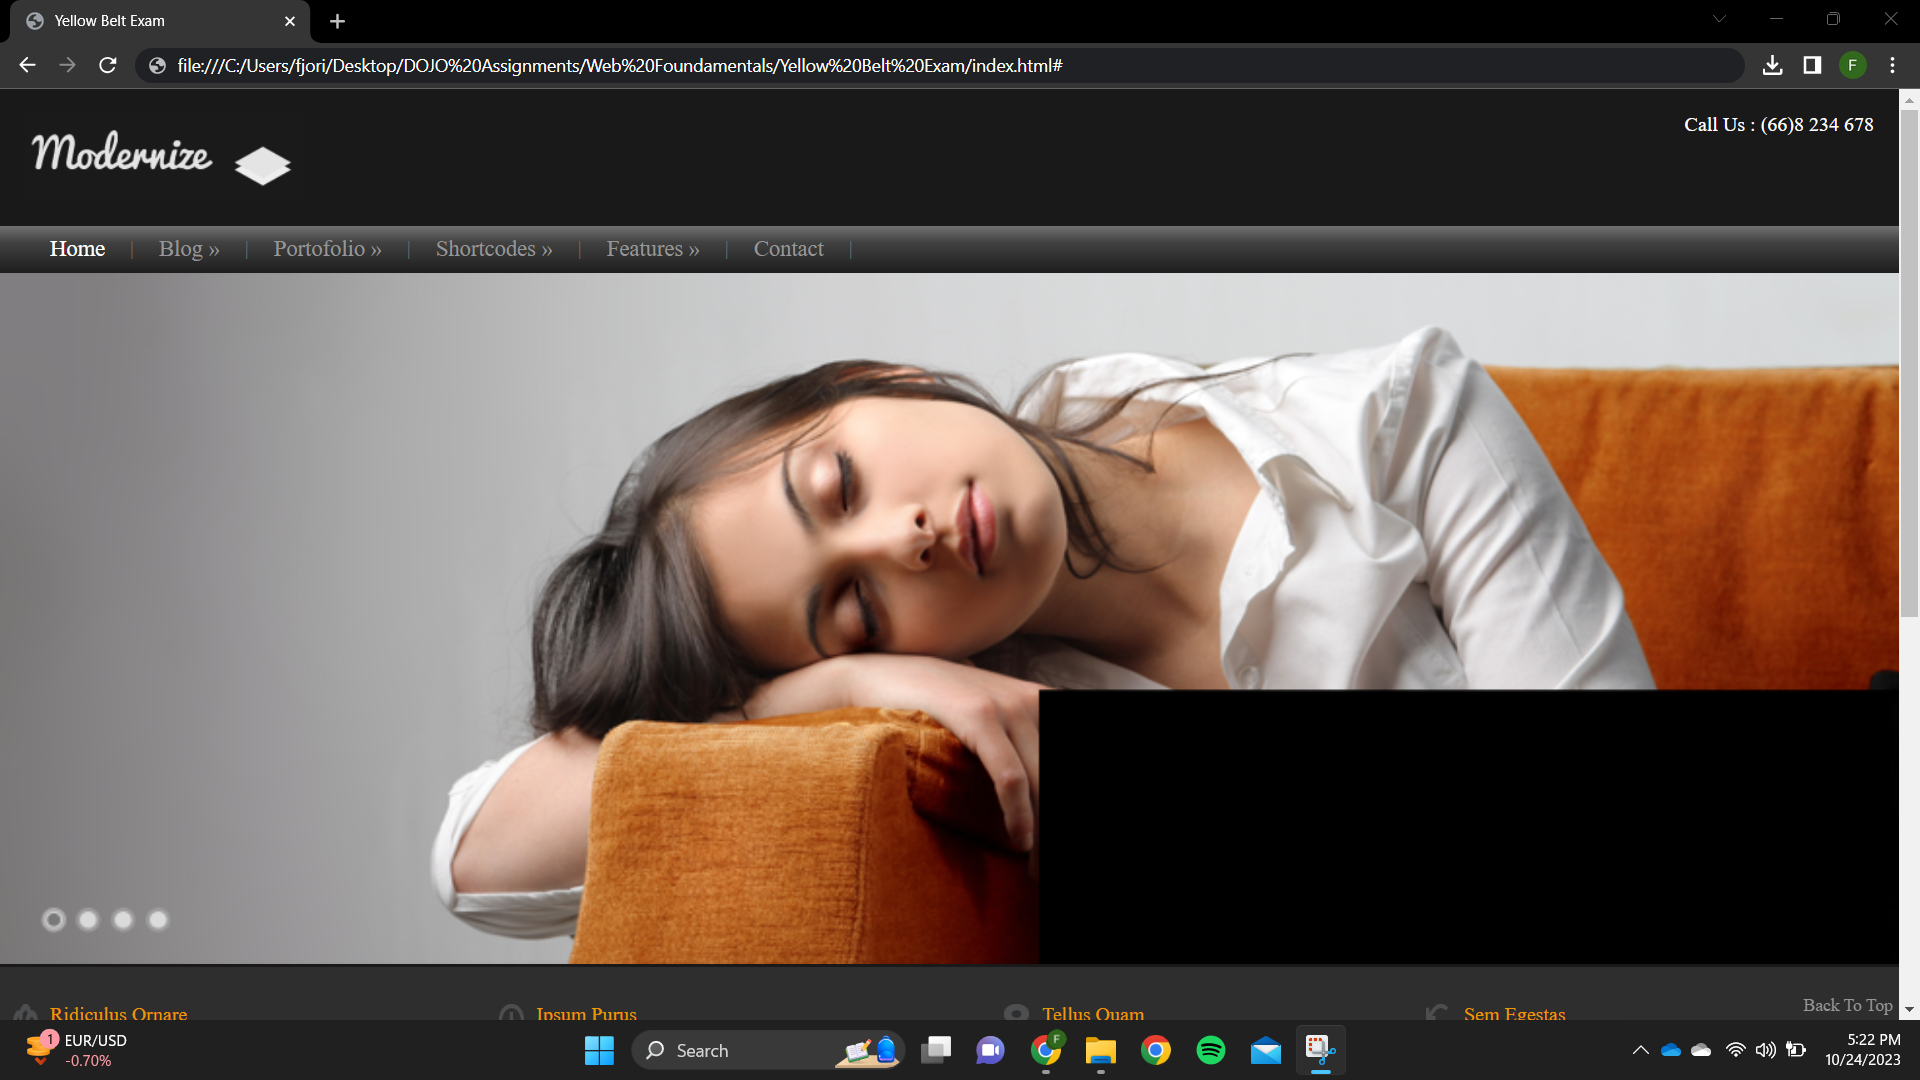 Yellow Belt Exam
file:///C:/Users/fjori/Desktop/DOJO%20Assignments/Web%20Foundamentals/Yellow%20Belt%20Exam/index.html#
F
Call Us : (66)8 234 678
Modernize
Home | Blog » | Portofolio » | Shortcodes » | Features » | Contact |
Ridiculus Ornare
Ipsum Purus
Tellus Quam
Sem Egestas
Back To Top
1
EUR/USD
-0.70%
Search
F
5:22 PM
10/24/2023